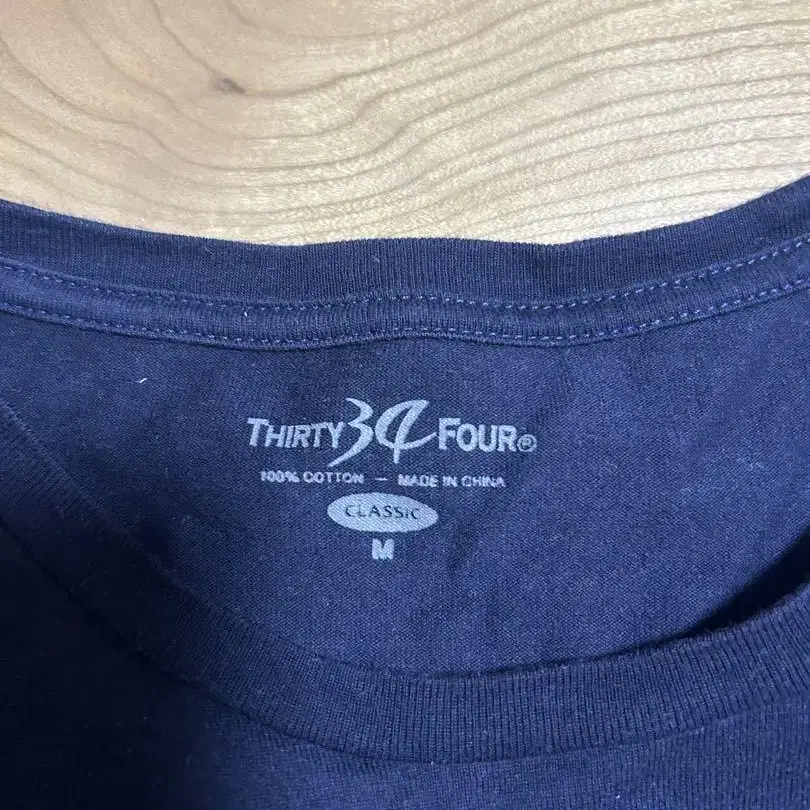 THIRTY 34 FOUR®
100% COTTON — MADE IN CHINA
CLASSIC
M